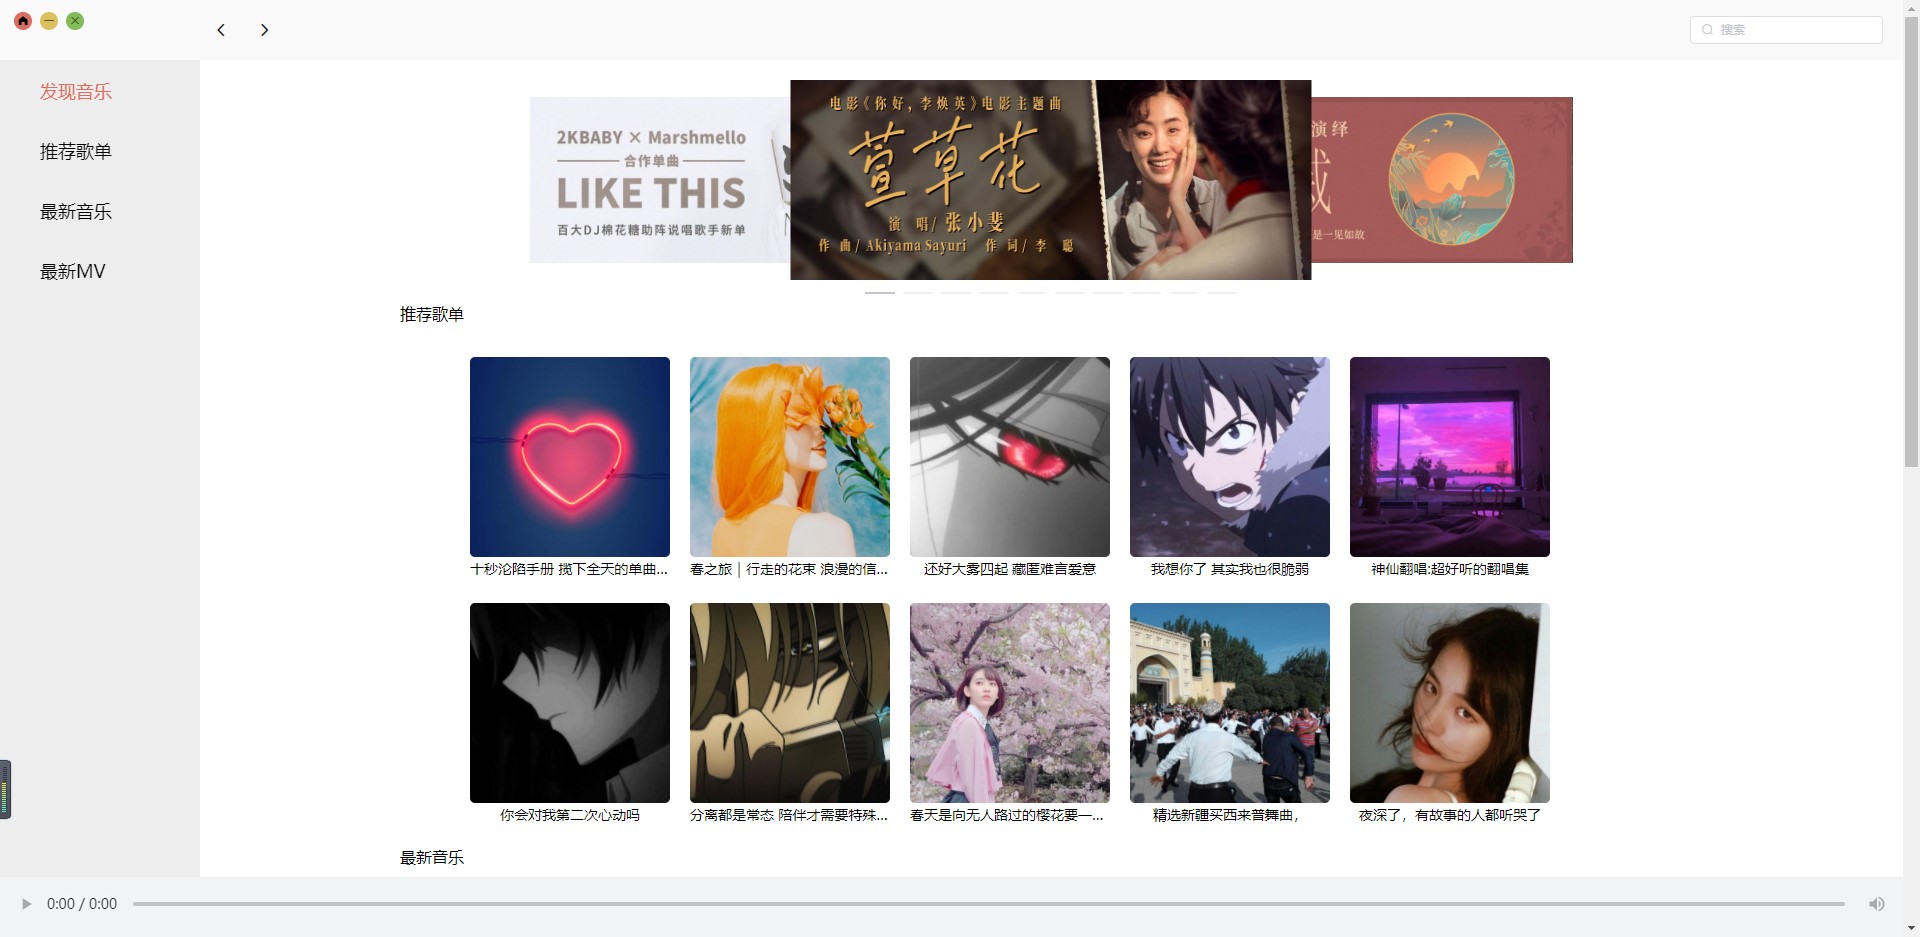 搜索
发现音乐
推荐歌单
最新音乐
最新MV
2KBABY × Marshmello
合作单曲
LIKE THIS
百大DJ棉花糖助阵说唱歌手新单
电影《你好，李焕英》电影主题曲
萱草花
演 唱/ 张小斐
作 曲/ Akiyama Sayuri 作 词/ 李 聪
演绎
是一见如故
推荐歌单
十秒沦陷手册 揽下全天的单曲...
春之旅｜行走的花束 浪漫的信...
还好大雾四起 藏匿难言爱意
我想你了 其实我也很脆弱
神仙翻唱:超好听的翻唱集
你会对我第二次心动吗
分离都是常态 陪伴才需要特殊...
春天是向无人路过的樱花要一...
精选新疆买西来普舞曲，
夜深了，有故事的人都听哭了
最新音乐
0:00 / 0:00